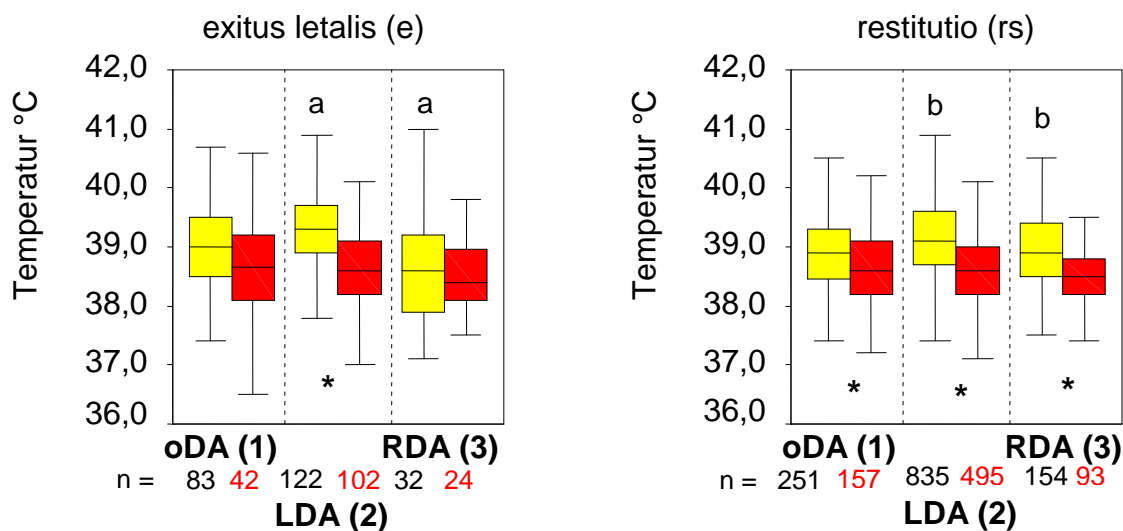 exitus letalis (e)
Temperatur °C
42,0
41,0
40,0
39,0
38,0
37,0
36,0
a a
*
oDA (1) RDA (3)
n = 83 42 122 102 32 24
LDA (2)
restitutio (rs)
Temperatur °C
42,0
41,0
40,0
39,0
38,0
37,0
36,0
b b
* * *
oDA (1) RDA (3)
n = 251 157 835 495 154 93
LDA (2)